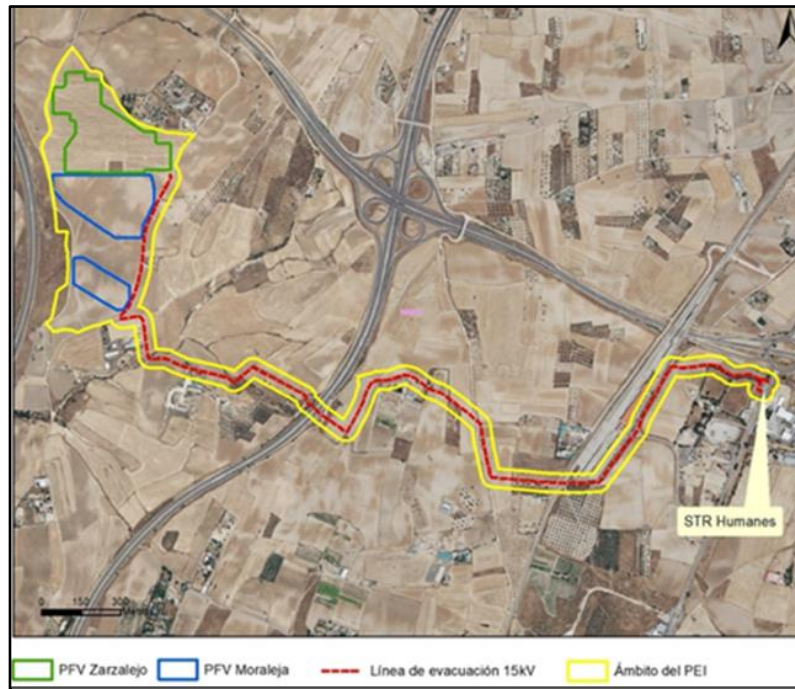 STR Humanes
0 150 300
PFV Zarzalejo PFV Moraleja Línea de evacuación 15kV Ámbito del PEI